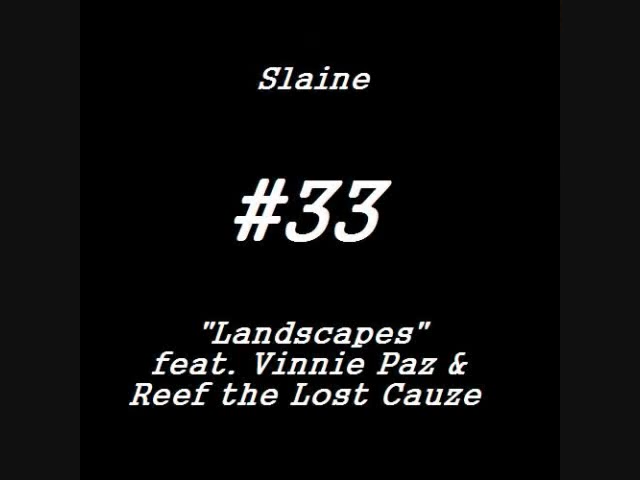 Slaine
#33
"Landscapes"
feat. Vinnie Paz &
Reef the Lost Cauze